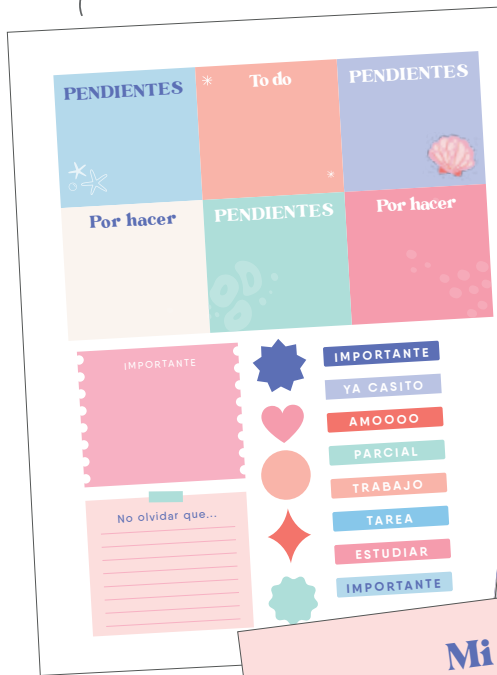 PENDIENTES
To do
PENDIENTES
Por hacer
PENDIENTES
Por hacer
IMPORTANTE
No olvidar que...
IMPORTANTE
YA CASITO
AMOOOO
PARCIAL
TRABAJO
TAREA
ESTUDIAR
IMPORTANTE
Mi